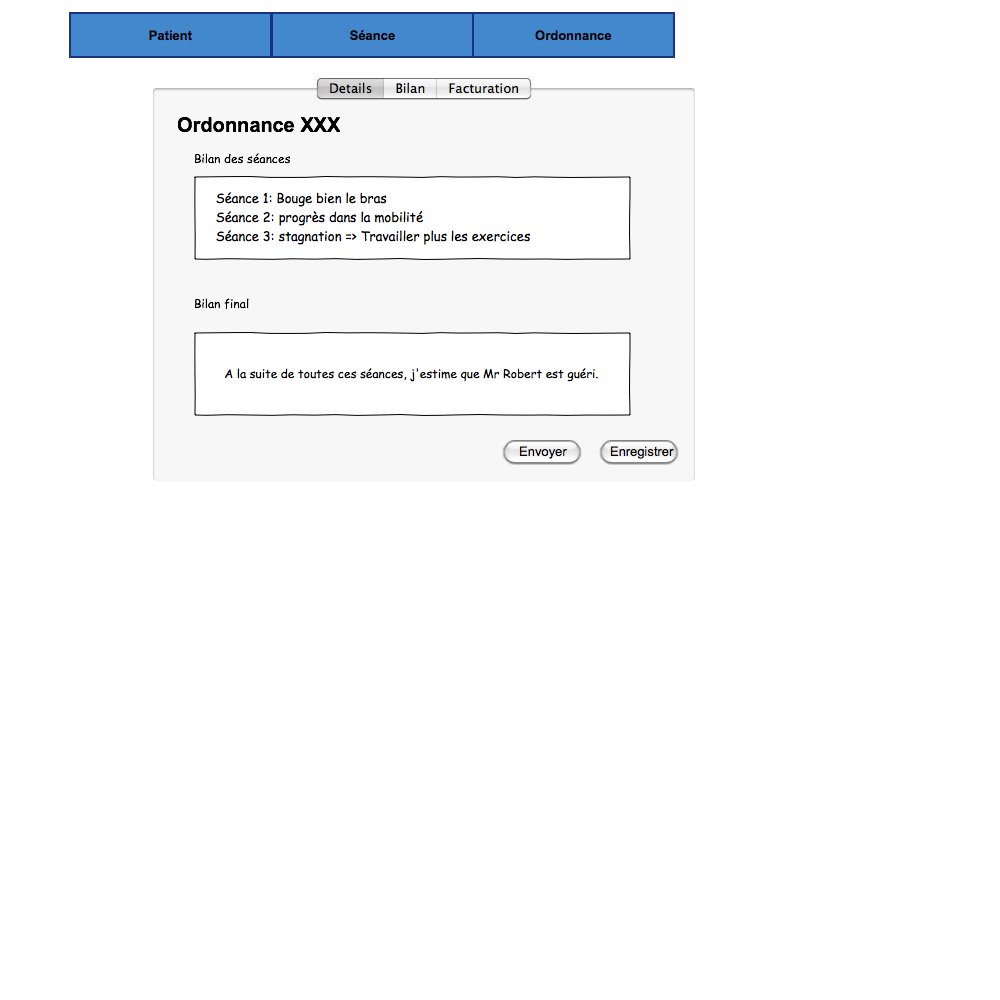 Patient Séance Ordonnance
Details Bilan Facturation
Ordonnance XXX
Bilan des séances
Séance 1: Bouge bien le bras
Séance 2: progrès dans la mobilité
Séance 3: stagnation => Travailler plus les exercices
Bilan final
A la suite de toutes ces séances, j'estime que Mr Robert est guéri.
Envoyer Enregistrer